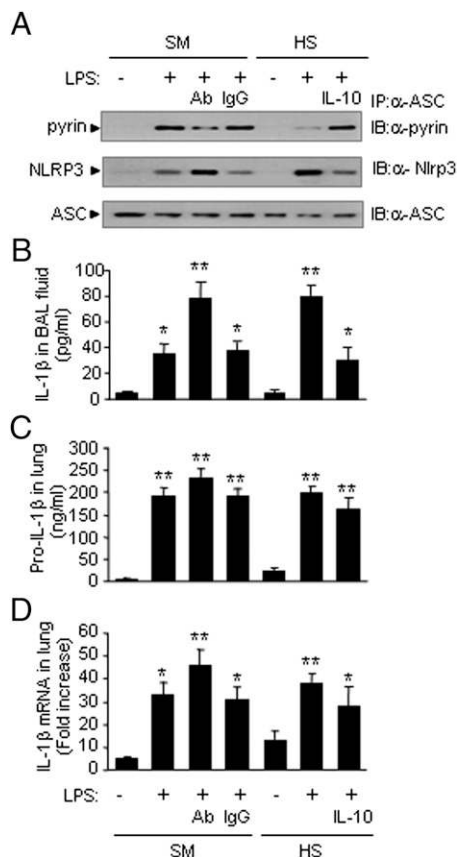 A
SM HS
LPS: - + + + - + +
Ab IgG IL-10 IP:α-ASC
pyrin IB:α-pyrin
NLRP3 IB:α- Nlrp3
ASC IB:α-ASC
B
IL-1β in BAL fluid
(pg/ml)
100
80
60
40
20
0
* ** * ** *
C
Pro-IL-1β in lung
(ng/ml)
300
250
200
150
100
50
0
** ** ** ** **
D
IL-1β mRNA in lung
(Fold increase)
60
50
40
30
20
10
0
* ** * ** *
LPS: - + + + - + +
Ab IgG IL-10
SM HS